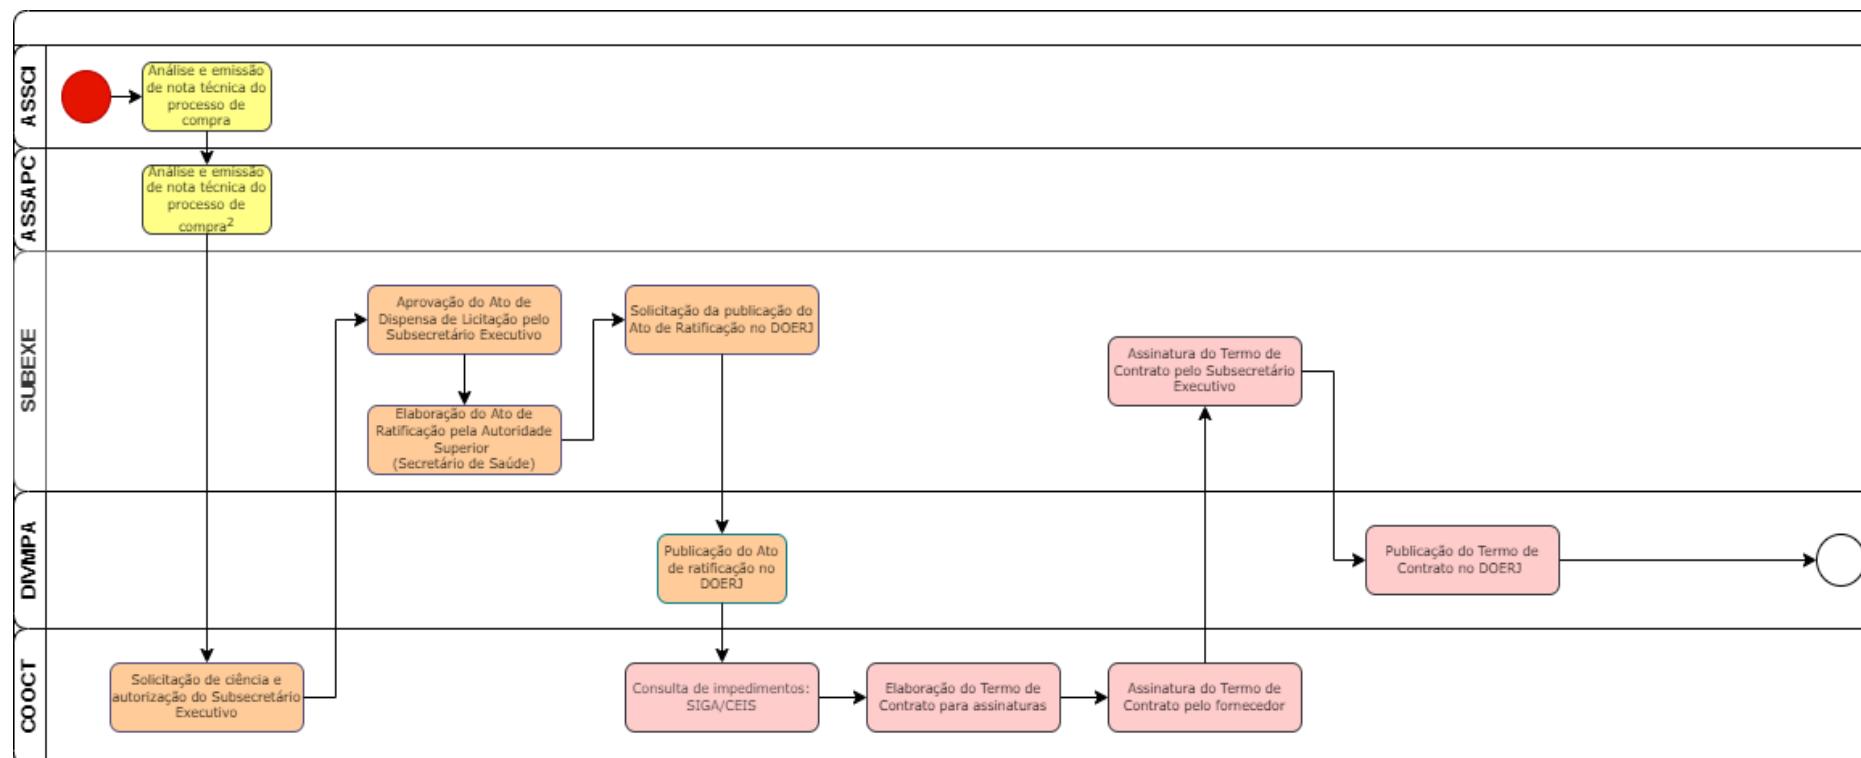 ASSCI
Análise e emissão
de nota técnica do
processo de
compra
ASSAPC
Análise e emissão
de nota técnica do
processo de
compra²
SUBEXE
Aprovação do Ato de
Dispensa de Licitação pelo
Subsecretário Executivo
Elaboração do Ato de
Ratificação pela Autoridade
Superior
(Secretário de Saúde)
Solicitação da publicação do
Ato de Ratificação no DOERJ
Assinatura do Termo de
Contrato pelo Subsecretário
Executivo
DIVMPA
Publicação do Ato
de ratificação no
DOERJ
Publicação do Termo de
Contrato no DOERJ
COOCT
Solicitação de ciência e
autorização do Subsecretário
Executivo
Consulta de impedimentos:
SIGA/CEIS
Elaboração do Termo de
Contrato para assinaturas
Assinatura do Termo de
Contrato pelo fornecedor